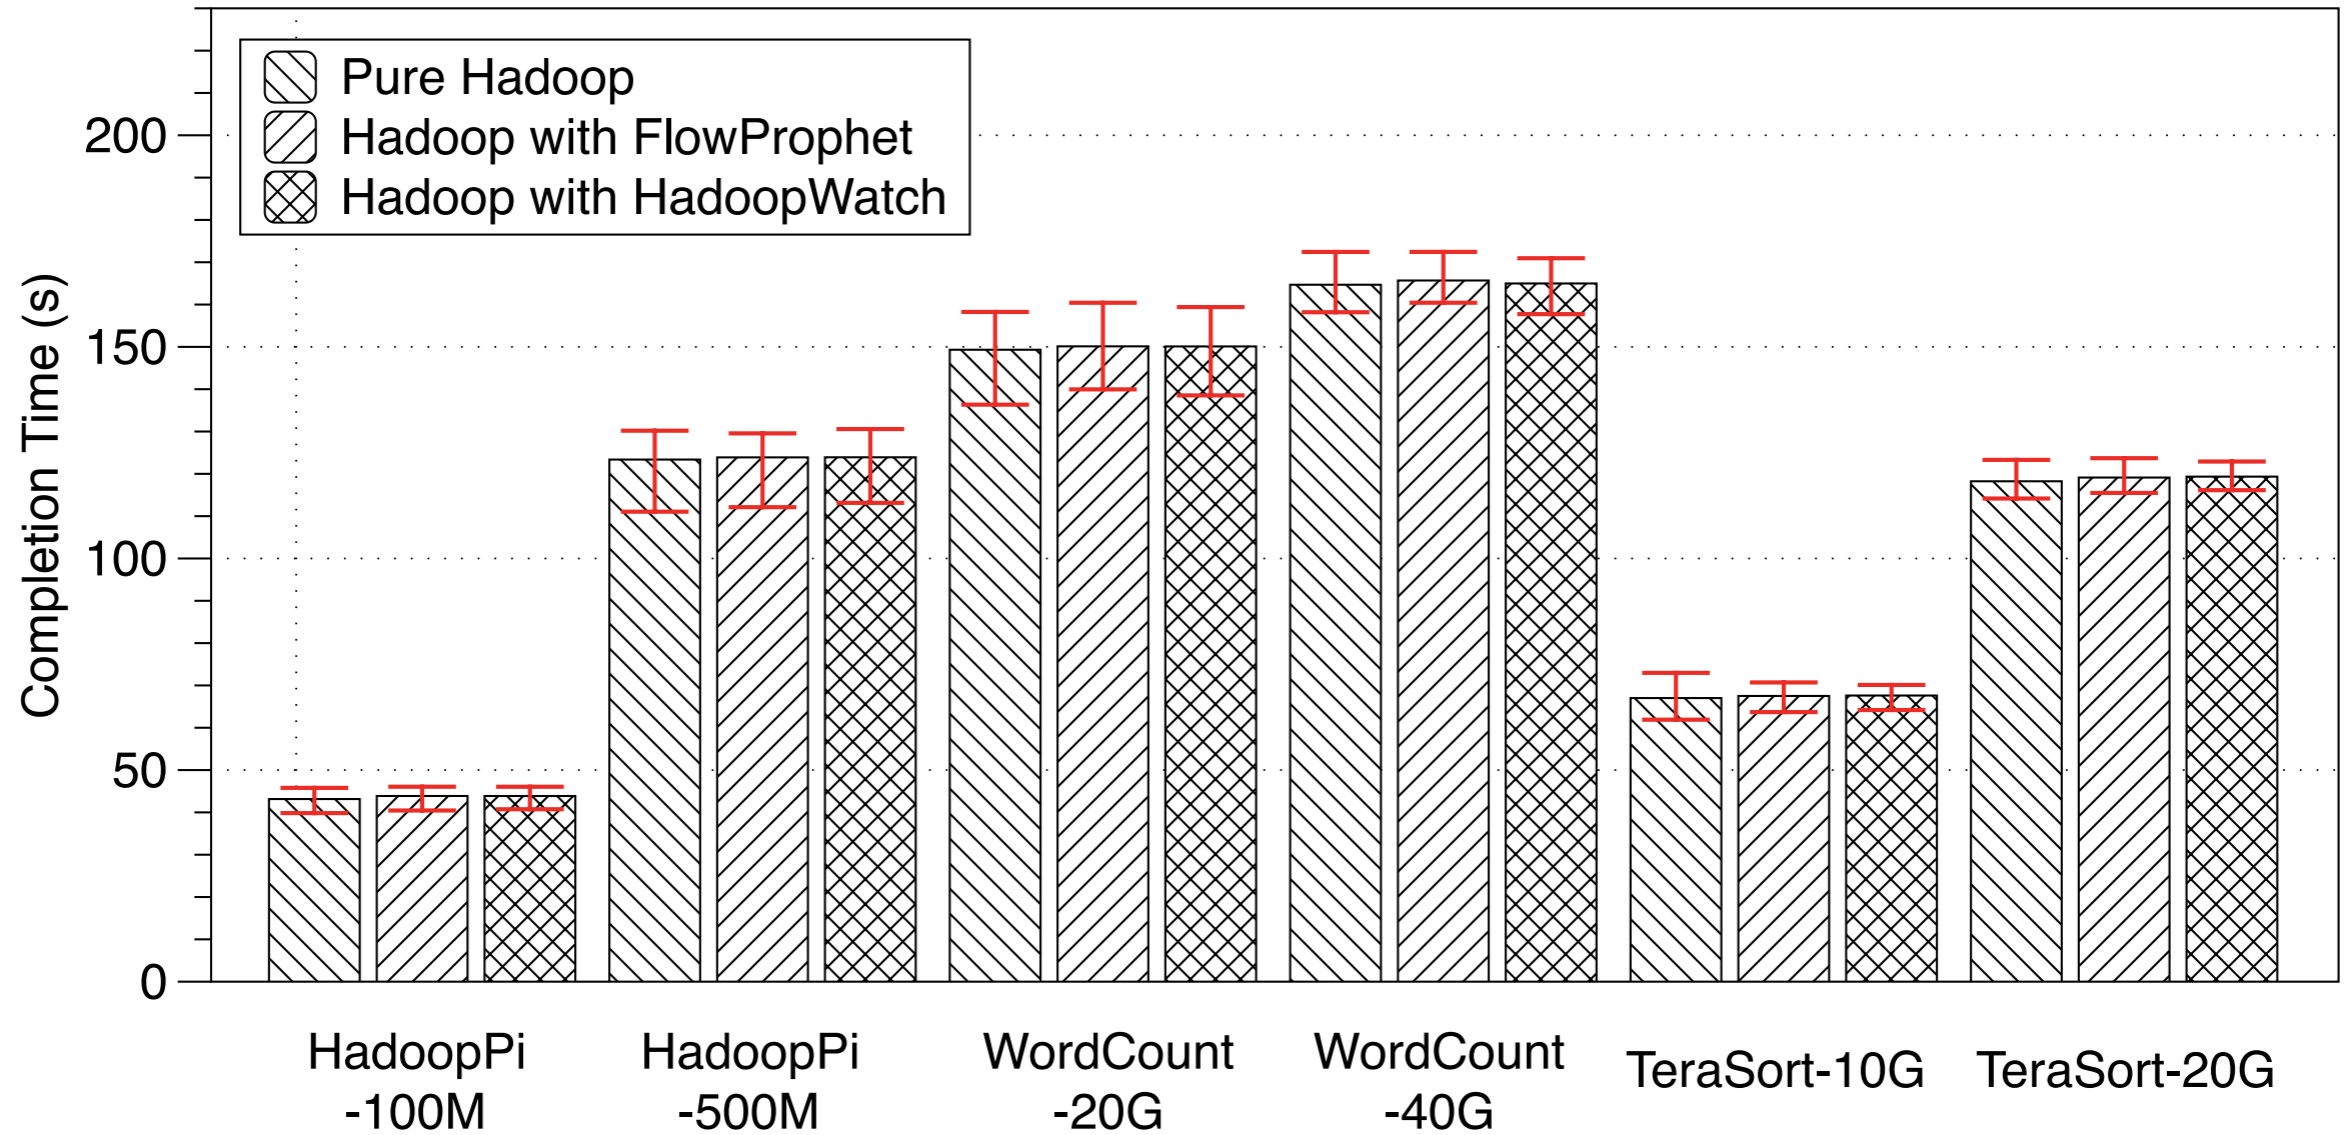 Pure Hadoop
Hadoop with FlowProphet
Hadoop with HadoopWatch
Completion Time (s)
200
150
100
50
0
HadoopPi
-100M
HadoopPi
-500M
WordCount
-20G
WordCount
-40G
TeraSort-10G
TeraSort-20G